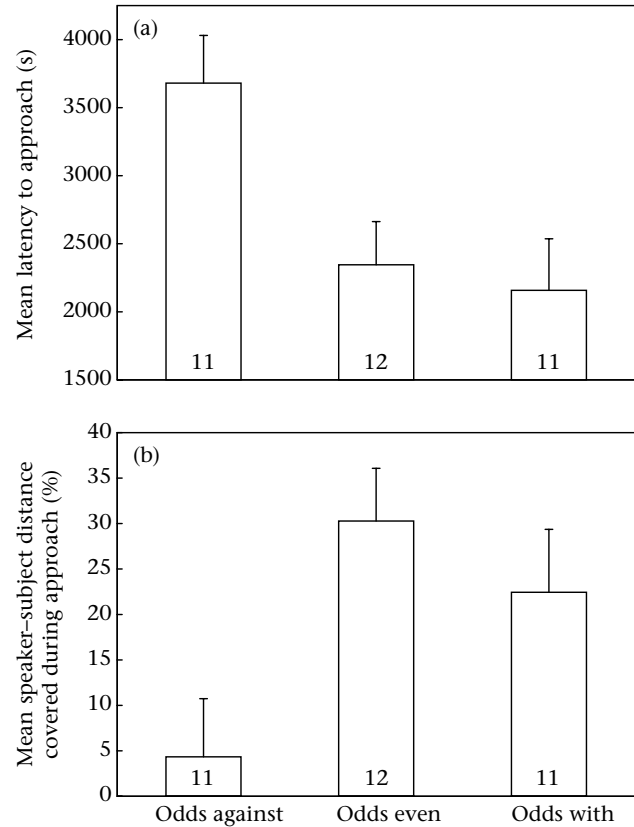 (a)
Mean latency to approach (s)
4000
3500
3000
2500
2000
1500
11
12
11
(b)
Mean speaker–subject distance
covered during approach (%)
40
35
30
25
20
15
10
5
0
11
12
11
Odds against
Odds even
Odds with